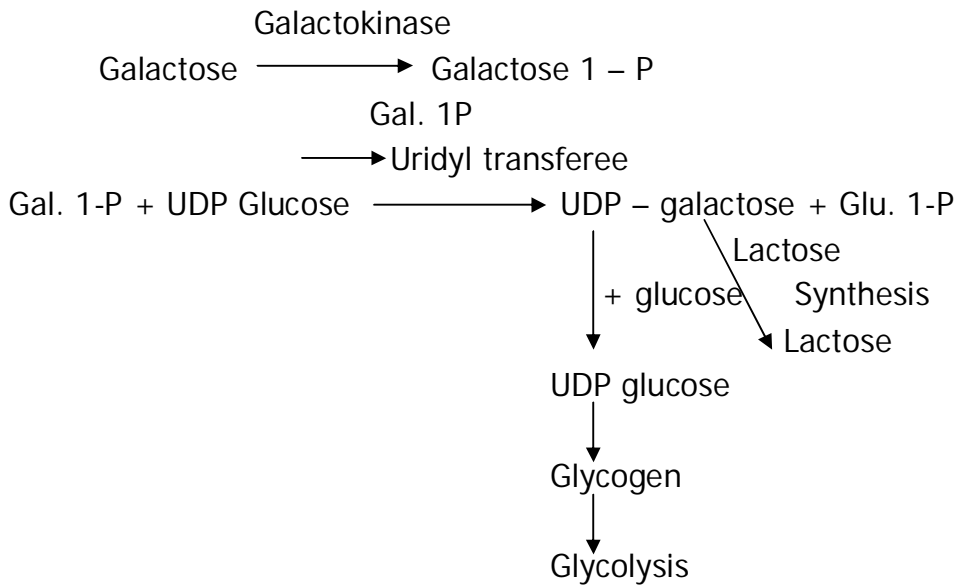 Galactokinase
Galactose Galactose 1 – P
Gal. 1P
Uridyl transferee
Gal. 1-P + UDP Glucose UDP – galactose + Glu. 1-P
Lactose
+ glucose Synthesis
Lactose
UDP glucose
Glycogen
Glycolysis